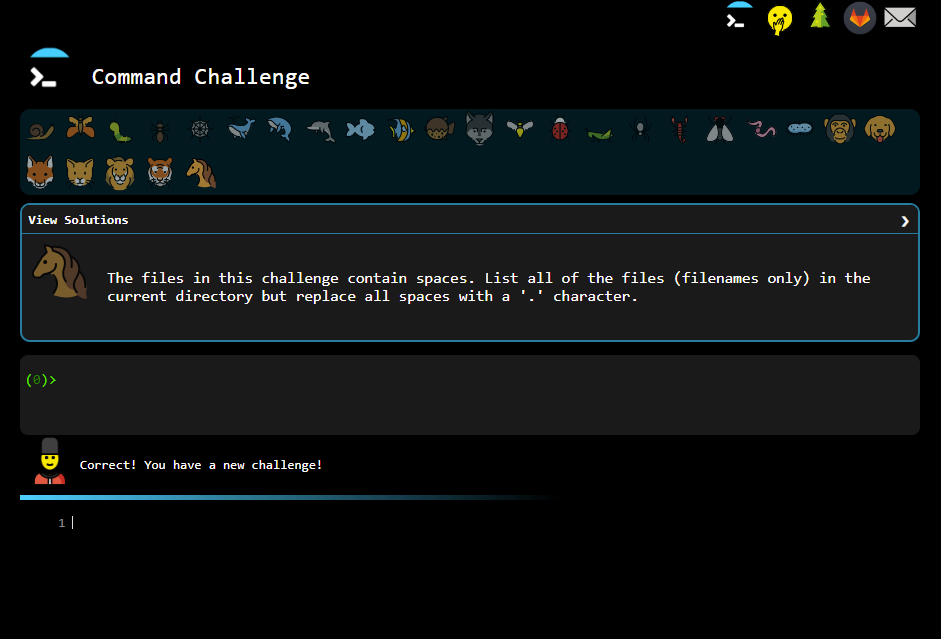 Command Challenge
View Solutions
The files in this challenge contain spaces. List all of the files (filenames only) in the
current directory but replace all spaces with a '.' character.
(0)>
Correct! You have a new challenge!
1